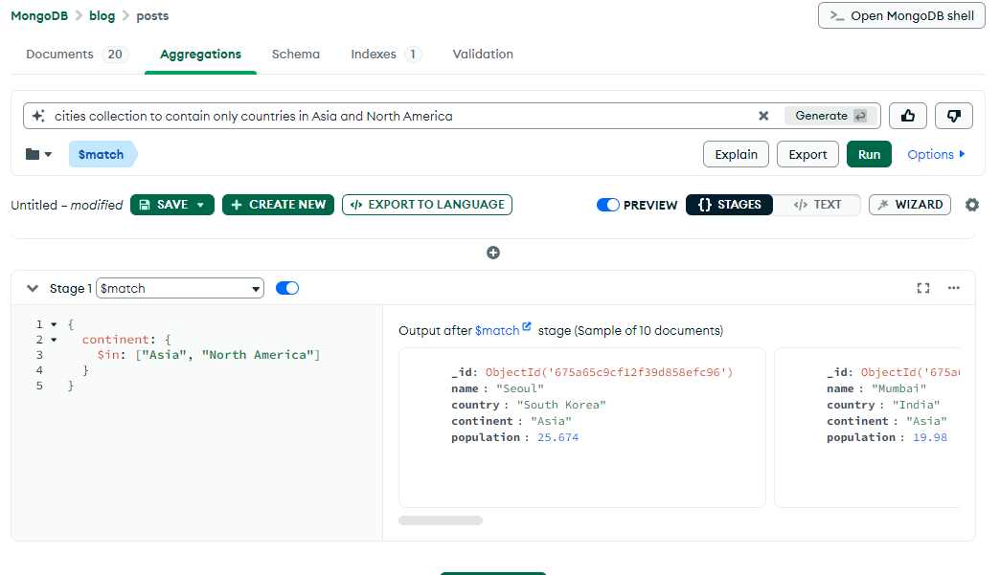 MongoDB > blog > posts
>_ Open MongoDB shell
Documents 20 Aggregations Schema Indexes 1 Validation
cities collection to contain only countries in Asia and North America
Generate
$match
Explain Export Run Options
Untitled – modified SAVE + CREATE NEW </> EXPORT TO LANGUAGE
PREVIEW {} STAGES </> TEXT WIZARD
Stage 1 $match
1 {
2 continent: {
3 $in: ["Asia", "North America"]
4 }
5 }
Output after $match stage (Sample of 10 documents)
_id: ObjectId('675a65c9cf12f39d858efc96')
name : "Seoul"
country : "South Korea"
continent : "Asia"
population : 25.674
_id: ObjectId('675a
name : "Mumbai"
country : "India"
continent : "Asia"
population : 19.98